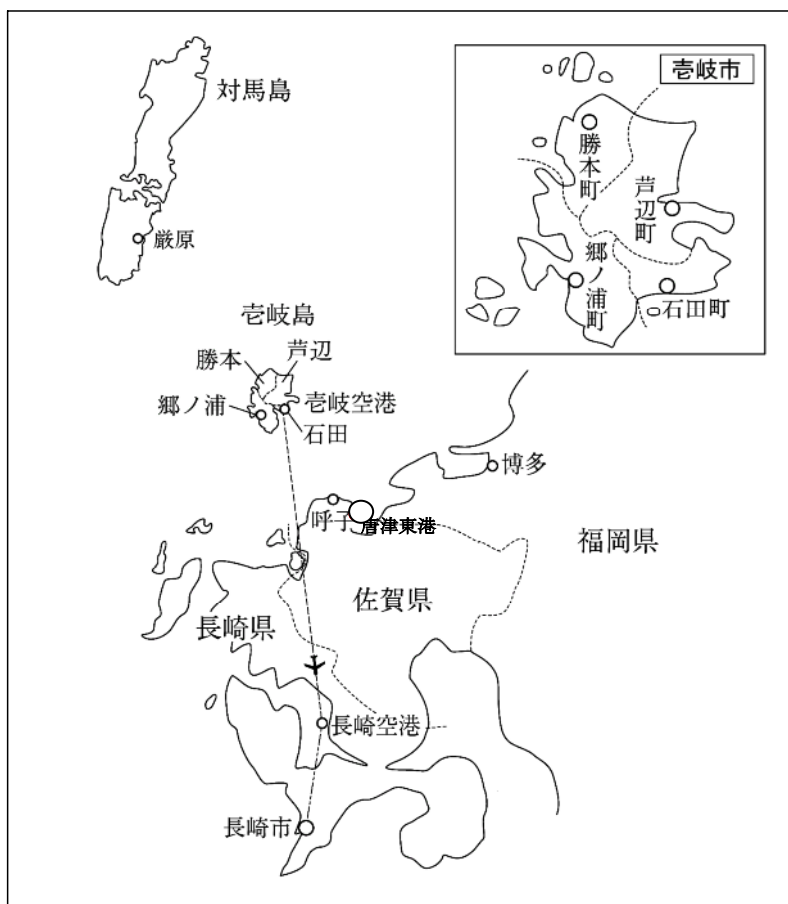 対馬島
厳原
壱岐市
勝本町
芦辺町
郷ノ浦町
石田町
壱岐島
勝本
芦辺
郷ノ浦
壱岐空港
石田
博多
呼子
唐津東港
福岡県
佐賀県
長崎県
長崎空港
長崎市